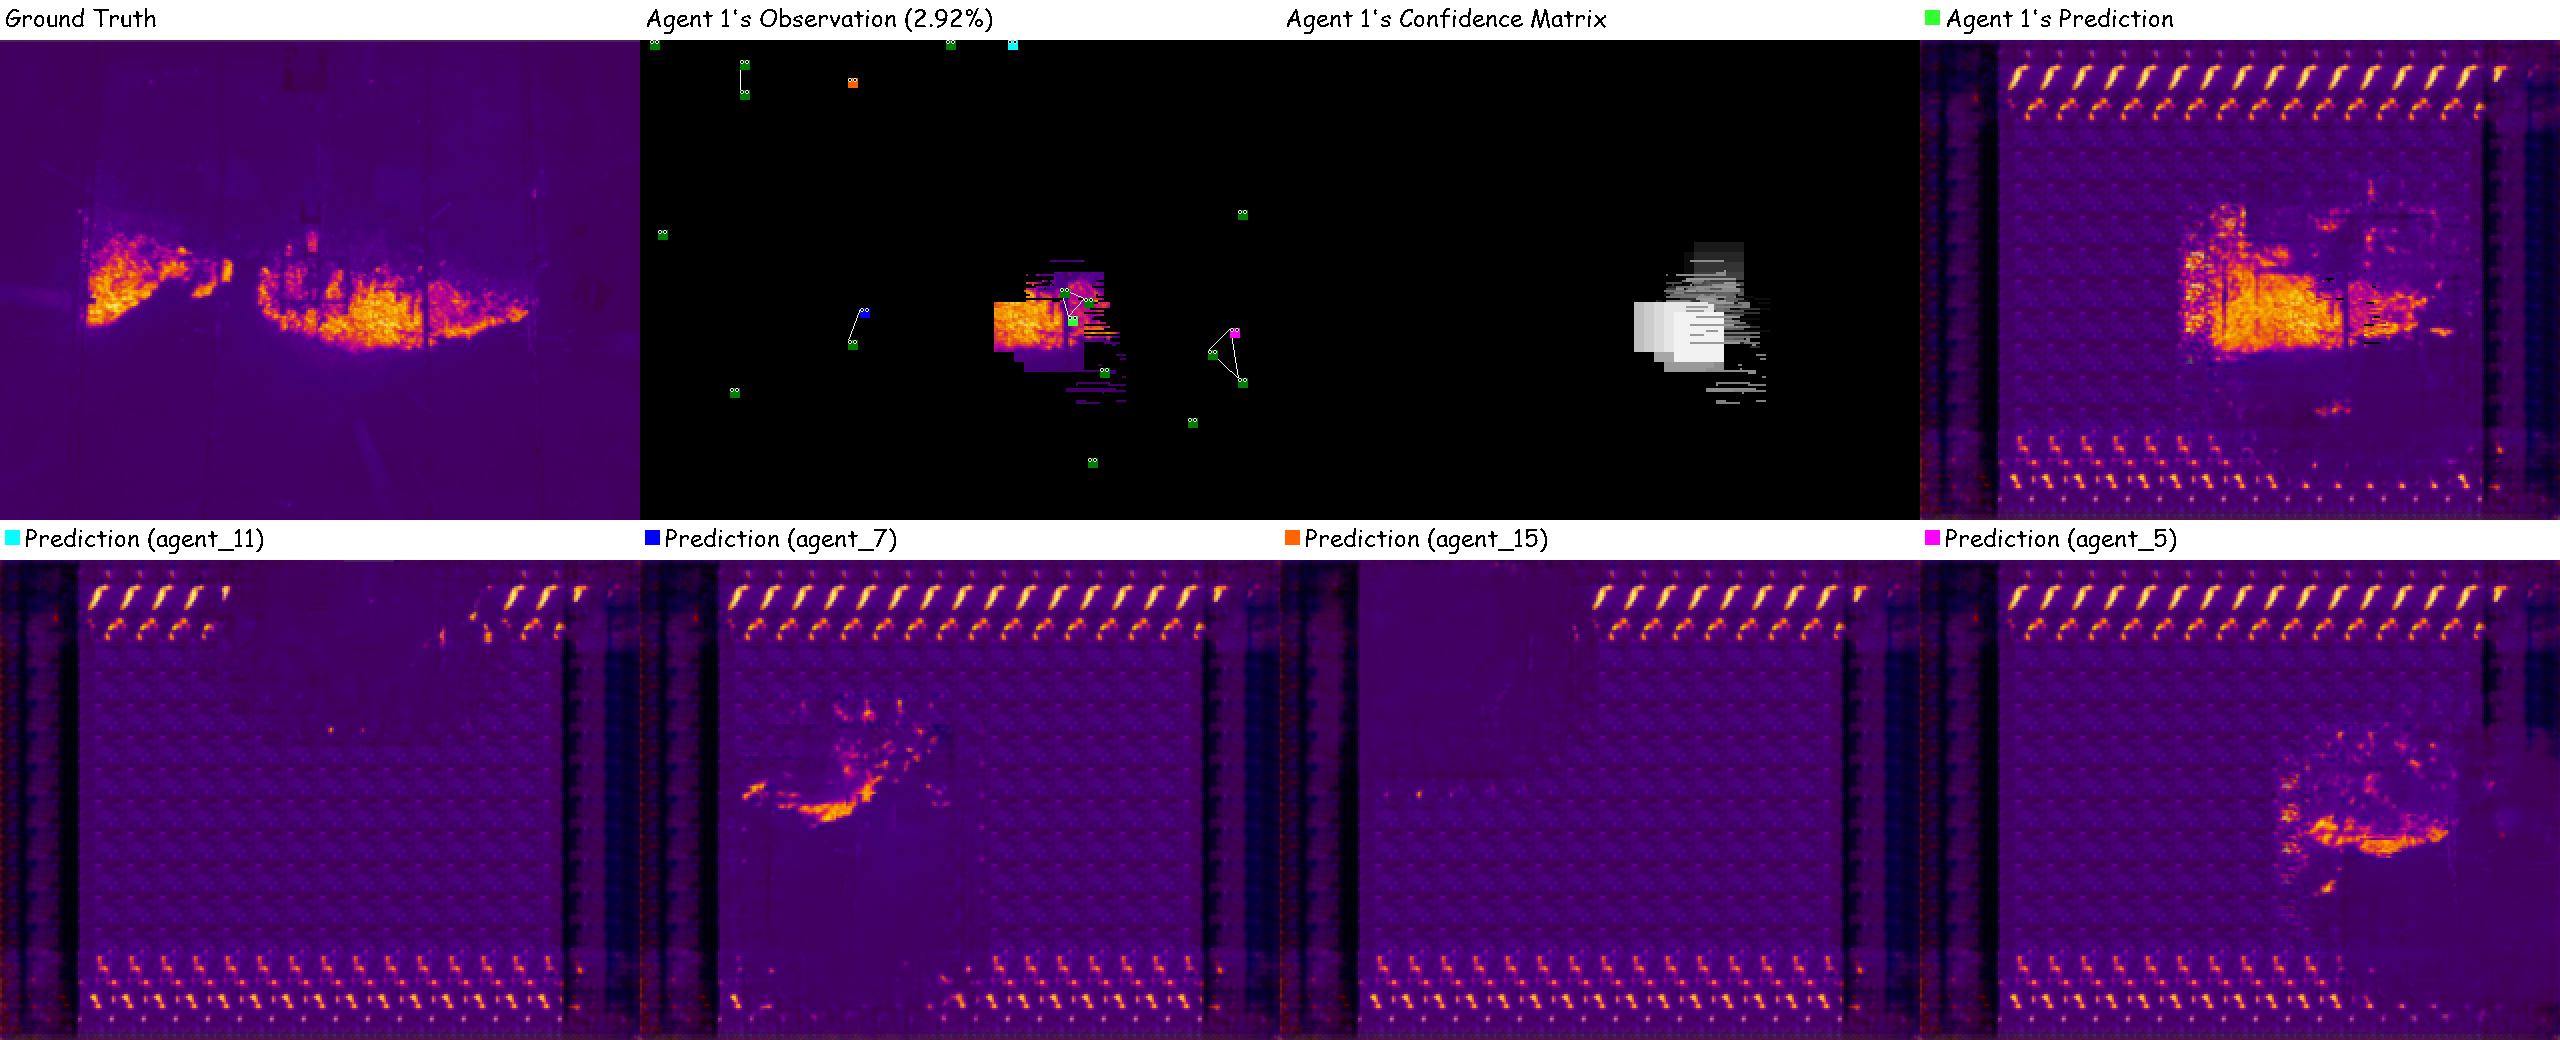 Ground Truth
Agent 1's Observation (2.92%)
Agent 1's Confidence Matrix
Agent 1's Prediction
Prediction (agent_11)
Prediction (agent_7)
Prediction (agent_15)
Prediction (agent_5)